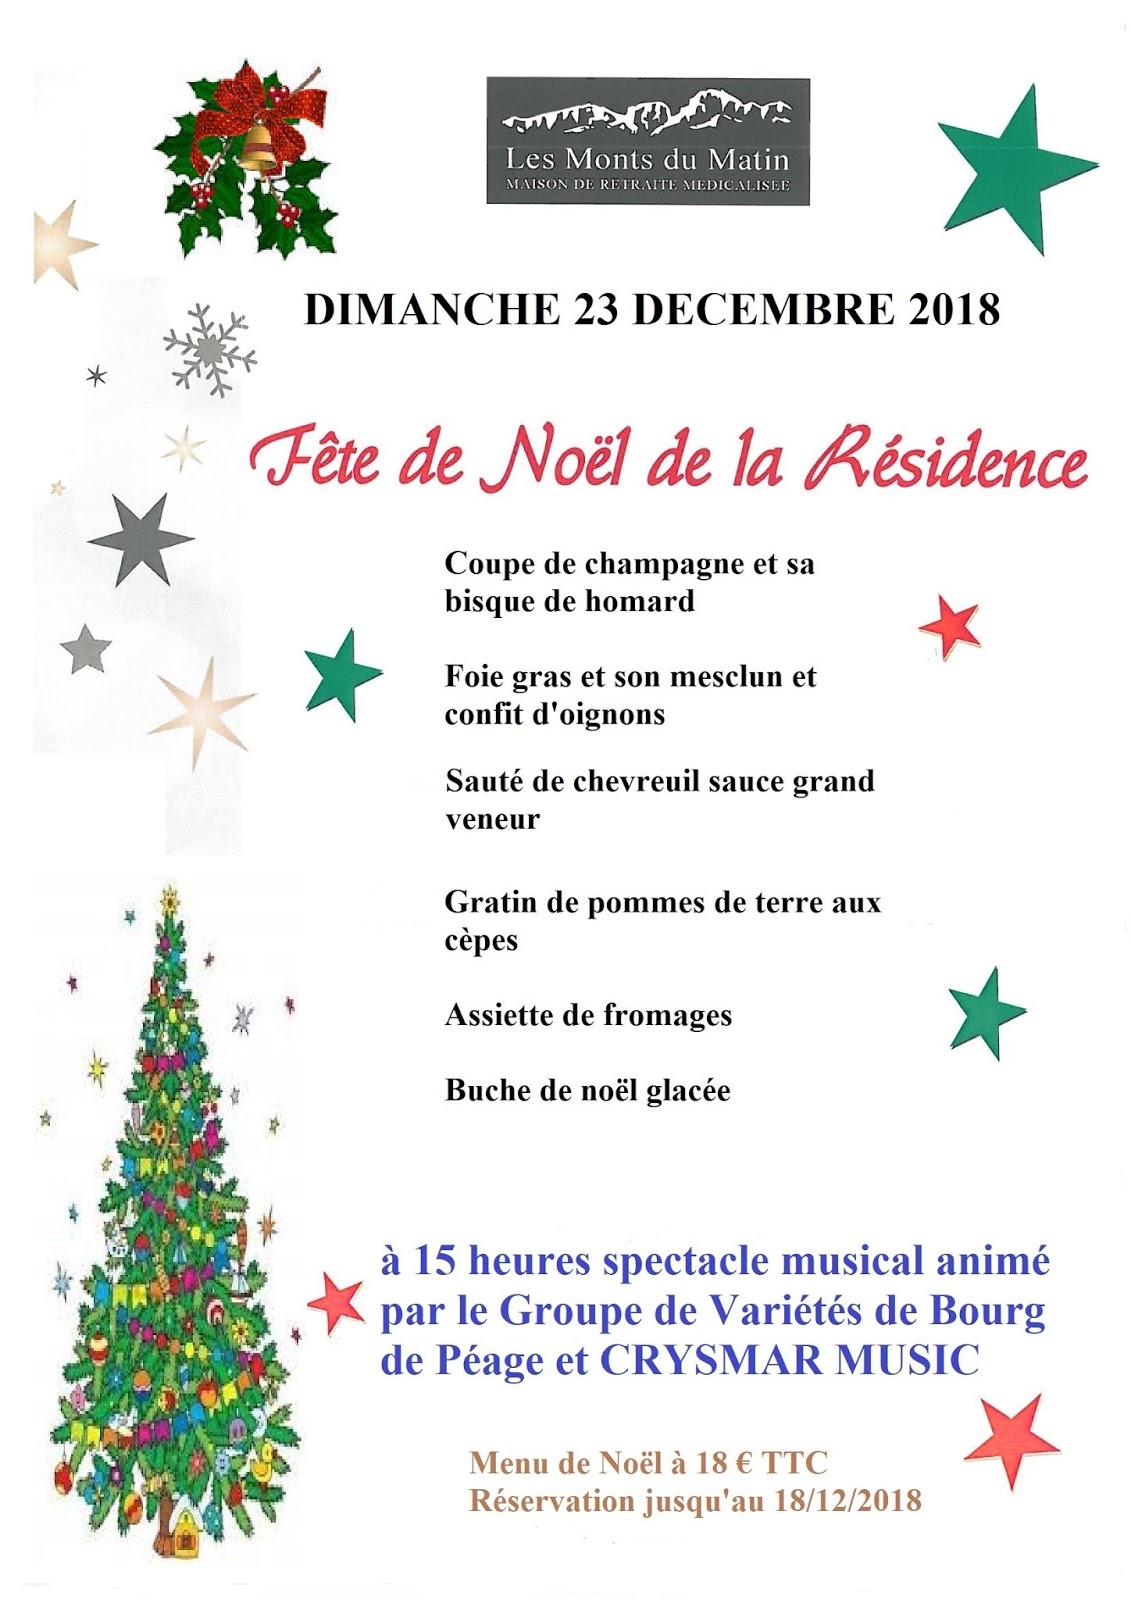 Les Monts du Matin
MAISON DE RETRAITE MEDICALISEE
DIMANCHE 23 DECEMBRE 2018
Fête de Noël de la Résidence
Coupe de champagne et sa
bisque de homard
Foie gras et son mesclun et
confit d'oignons
Sauté de chevreuil sauce grand
veneur
Gratin de pommes de terre aux
cèpes
Assiette de fromages
Buche de noël glacée
à 15 heures spectacle musical animé
par le Groupe de Variétés de Bourg
de Péage et CRYSMAR MUSIC
Menu de Noël à 18 € TTC
Réservation jusqu'au 18/12/2018